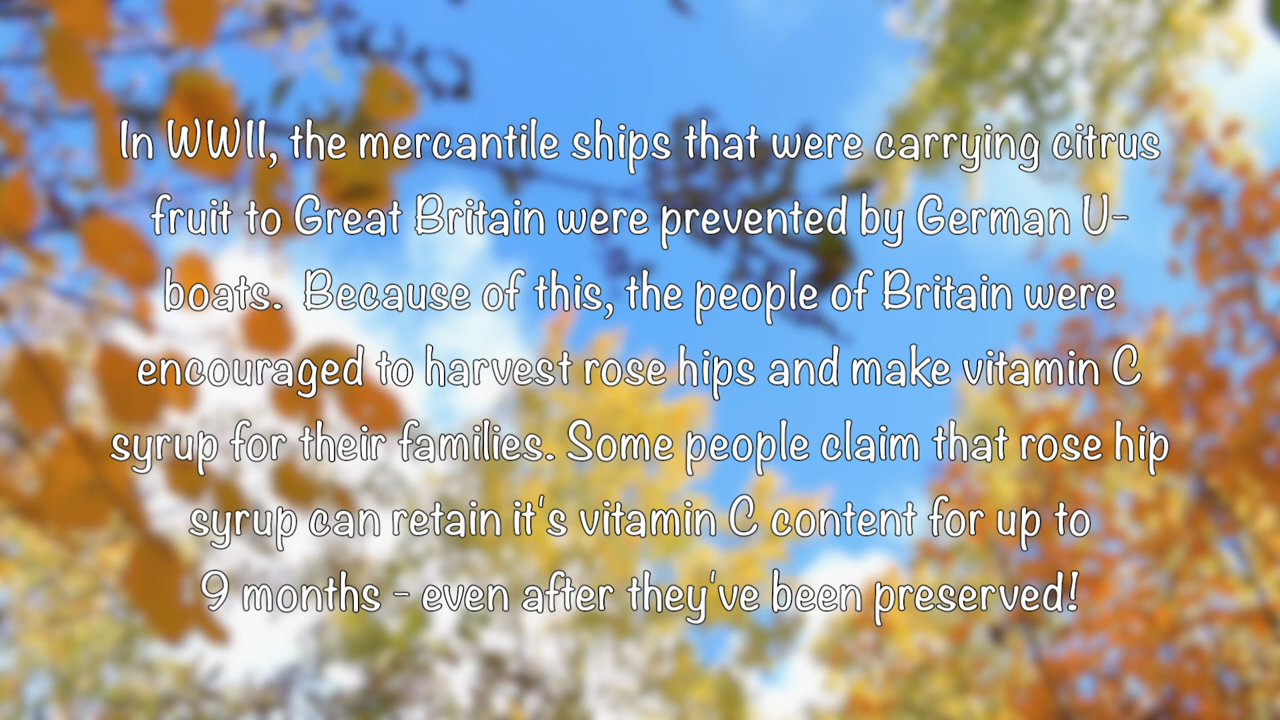 In WWII, the mercantile ships that were carrying citrus
fruit to Great Britain were prevented by German U-
boats.  Because of this, the people of Britain were
encouraged to harvest rose hips and make vitamin C
syrup for their families. Some people claim that rose hip
syrup can retain it's vitamin C content for up to
9 months - even after they've been preserved!